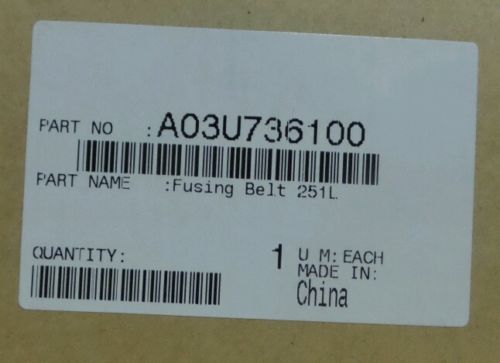 PART NO :A03U736100
PART NAME :Fusing Belt 251L
QUANTITY: 1 U M: EACH
MADE IN:
China